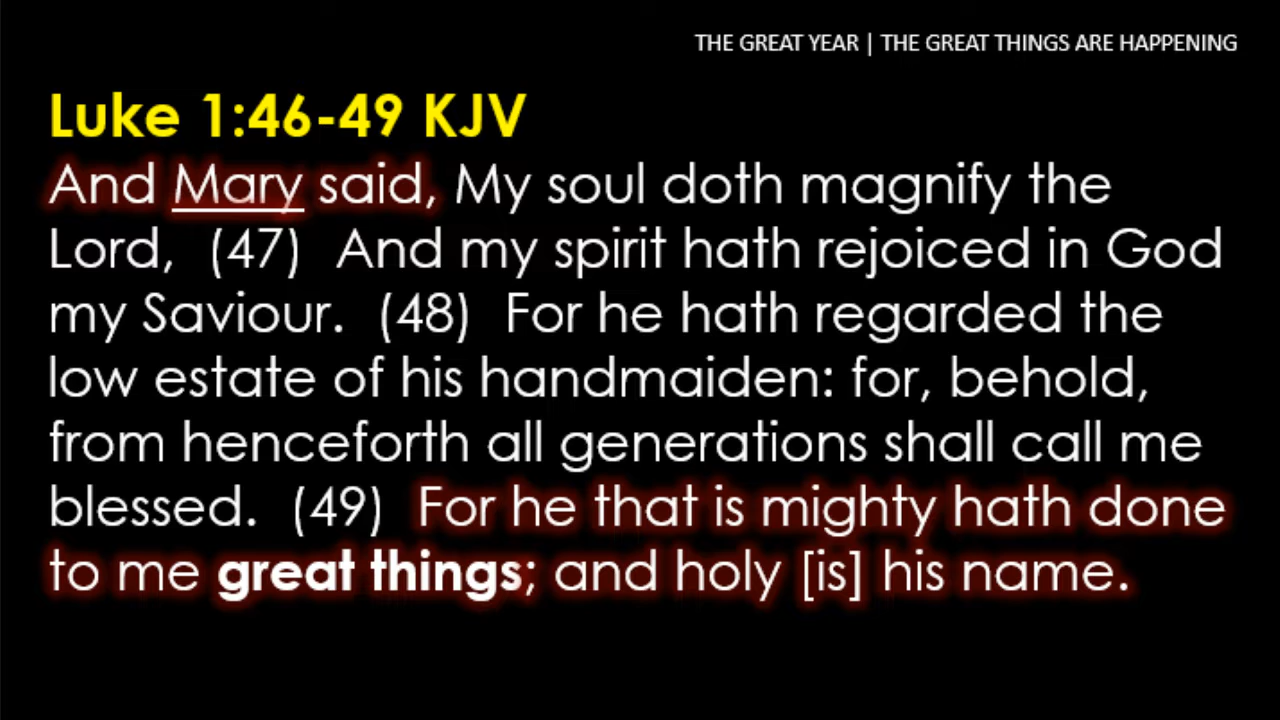 THE GREAT YEAR | THE GREAT THINGS ARE HAPPENING
Luke 1:46-49 KJV
And Mary said, My soul doth magnify the
Lord, (47) And my spirit hath rejoiced in God
my Saviour. (48) For he hath regarded the
low estate of his handmaiden: for, behold,
from henceforth all generations shall call me
blessed. (49) For he that is mighty hath done
to me great things; and holy [is] his name.